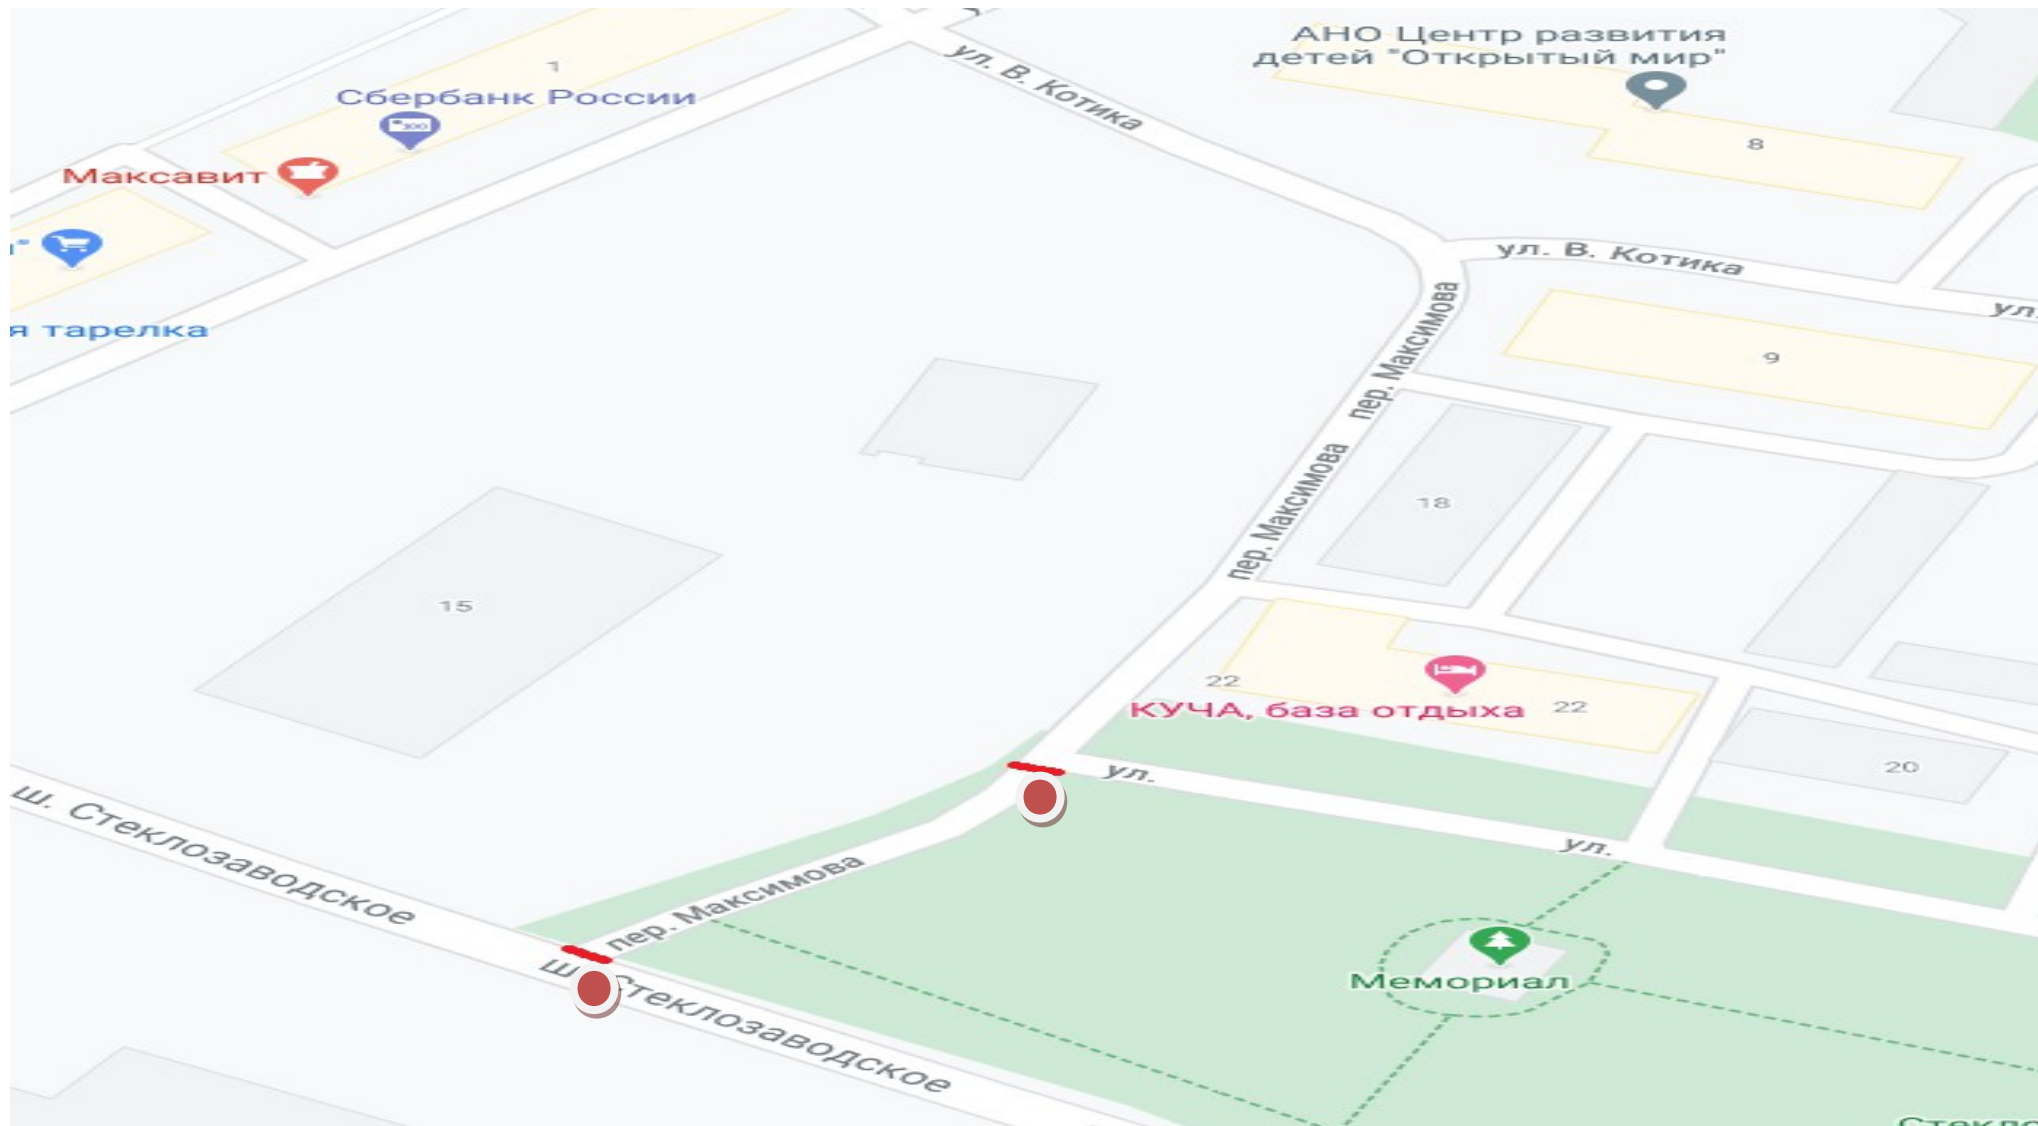 АНО Центр развития
детей "Открытый мир"
1
ул. В. Котика
Сбербанк России
8
Максавит
ул. В. Котика
пер. Максимова
ул.
я тарелка
9
пер. Максимова
18
15
22
КУЧА, база отдыха
22
20
ул.
ш. Стеклозаводское
ул.
пер. Максимова
ш. Стеклозаводское
Мемориал